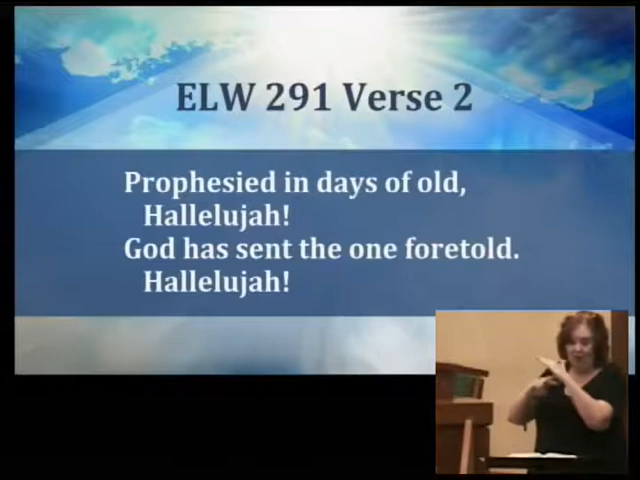 ELW 291 Verse 2
Prophesied in days of old,
Hallelujah!
God has sent the one foretold.
Hallelujah!